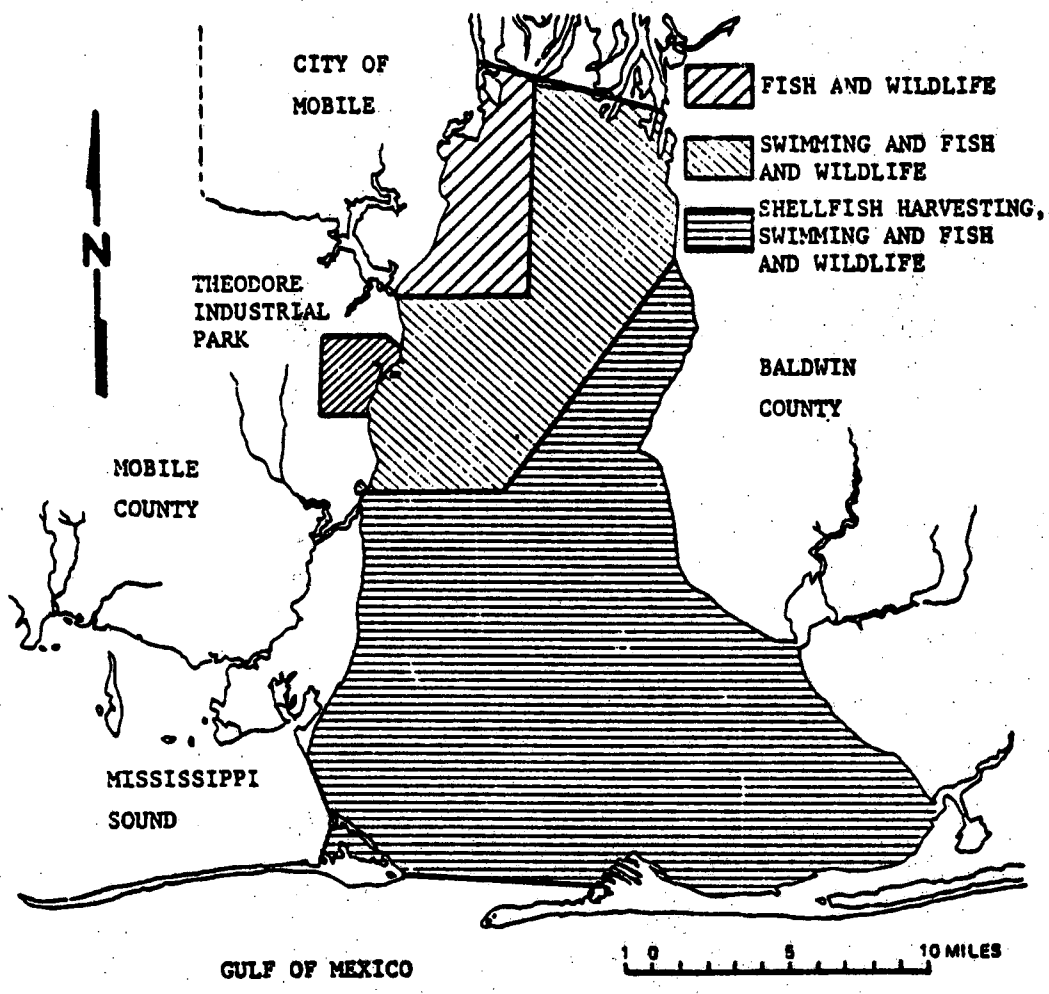 CITY OF
MOBILE
FISH AND WILDLIFE
SWIMMING AND FISH
AND WILDLIFE
SHELLFISH HARVESTING,
SWIMMING AND FISH
AND WILDLIFE
N
THEODORE
INDUSTRIAL
PARK
BALDWIN
COUNTY
MOBILE
COUNTY
MISSISSIPPI
SOUND
GULF OF MEXICO
1 0 5 10 MILES